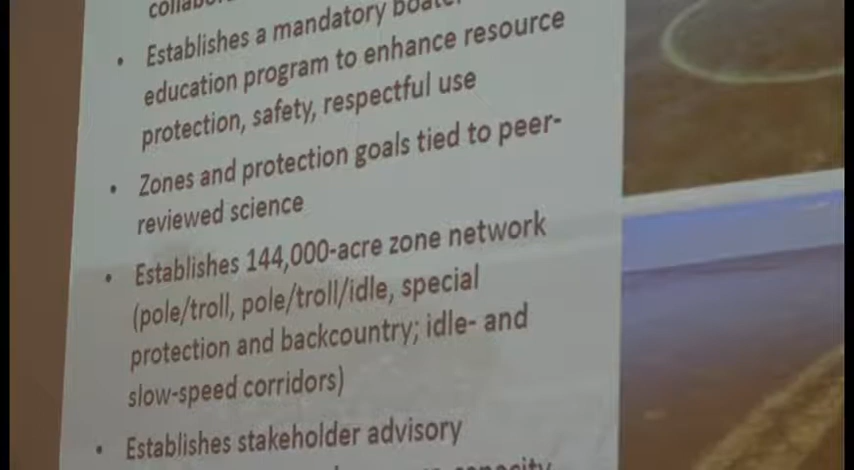 • Establishes a mandatory
education program to enhance resource
protection, safety, respectful use
• Zones and protection goals tied to peer-
reviewed science
• Establishes 144,000-acre zone network
(pole/troll, pole/troll/idle, special
protection and backcountry; idle- and
slow-speed corridors)
• Establishes stakeholder advisory